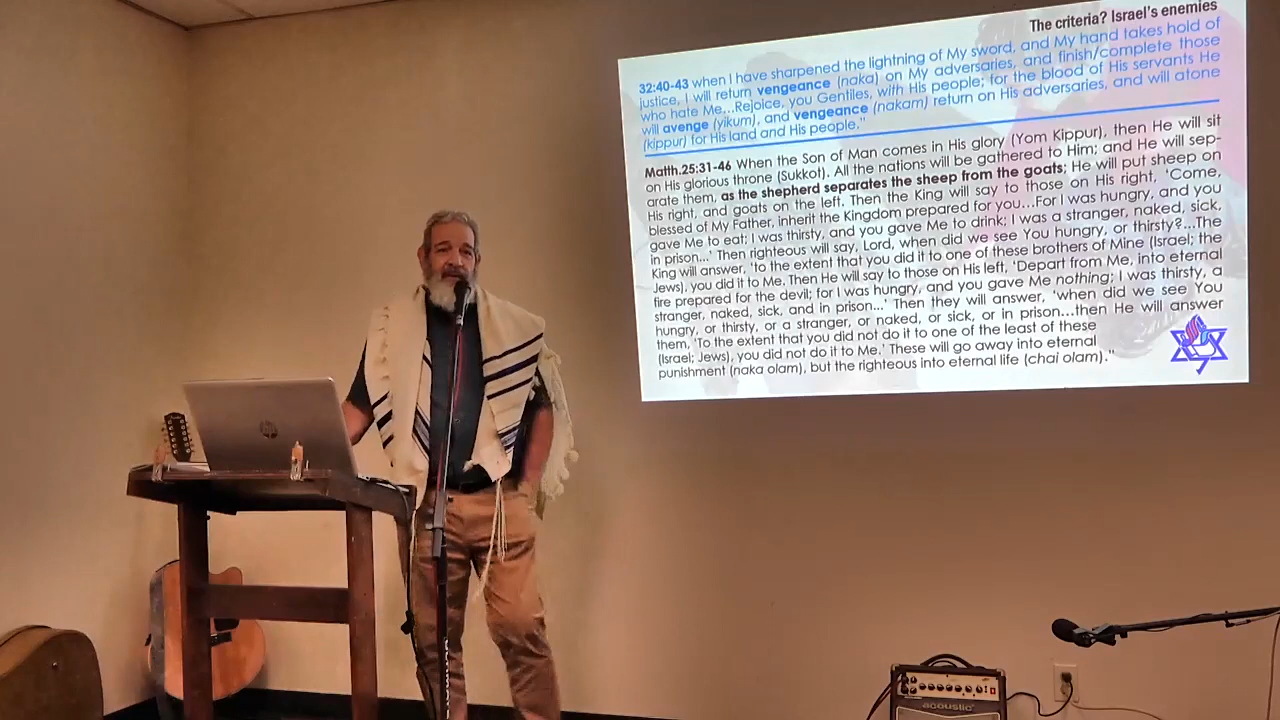 The criteria? Israel's enemies
32:40-43 when I have sharpened the lightning of My sword, and My hand takes hold of
justice, I will return vengeance (naka) on My adversaries, and finish/complete those
who hate Me...Rejoice, you Gentiles, with His people; for the blood of His servants He
will avenge (yikum), and vengeance (nakam) return on His adversaries, and will atone
(kippur) for His land and His people."
Matth.25:31-46 When the Son of Man comes in His glory (Yom Kippur), then He will sit
on His glorious throne (Sukkot). All the nations will be gathered to Him; and He will sep-
arate them, as the shepherd separates the sheep from the goats; He will put sheep on
His right, and goats on the left. Then the King will say to those on His right, 'Come,
blessed of My Father, inherit the Kingdom prepared for you...For I was hungry, and you
gave Me to eat; I was thirsty, and you gave Me to drink; I was a stranger, naked, sick,
in prison...' Then righteous will say, Lord, when did we see You hungry, or thirsty?...The
King will answer, 'to the extent that you did it to one of these brothers of Mine (Israel; the
Jews), you did it to Me. Then He will say to those on His left, 'Depart from Me, into eternal
fire prepared for the devil; for I was hungry, and you gave Me nothing; I was thirsty, a
stranger, naked, sick, and in prison...' Then they will answer, 'when did we see You
hungry, or thirsty, or a stranger, or naked, or sick, or in prison...then He will answer
them, 'To the extent that you did not do it to one of the least of these
(Israel; Jews), you did not do it to Me.' These will go away into eternal
punishment (naka olam), but the righteous into eternal life (chai olam)."
hp
acoustic